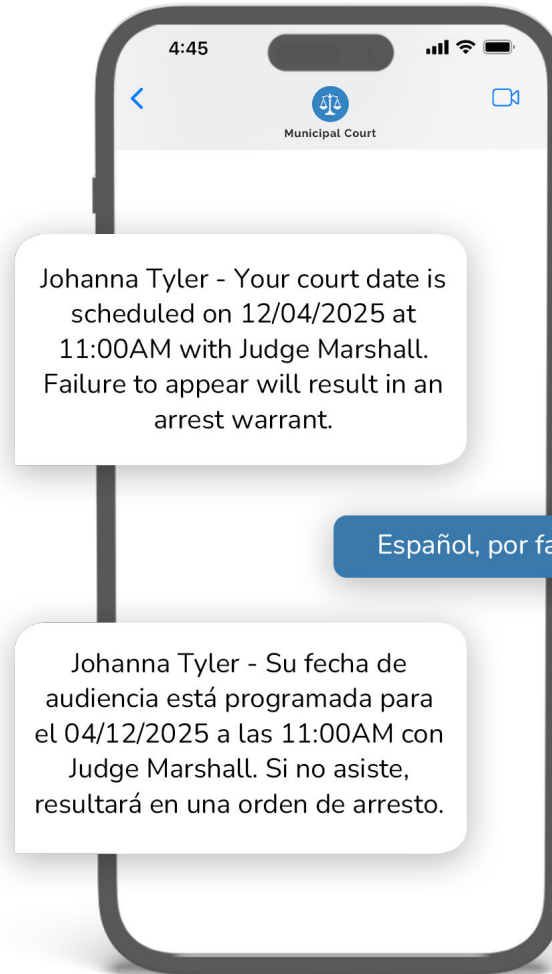 4:45
Municipal Court
Johanna Tyler - Your court date is
scheduled on 12/04/2025 at
11:00AM with Judge Marshall.
Failure to appear will result in an
arrest warrant.
Español, por
Johanna Tyler - Su fecha de
audiencia está programada para
el 04/12/2025 a las 11:00AM con
Judge Marshall. Si no asiste,
resultará en una orden de arresto.